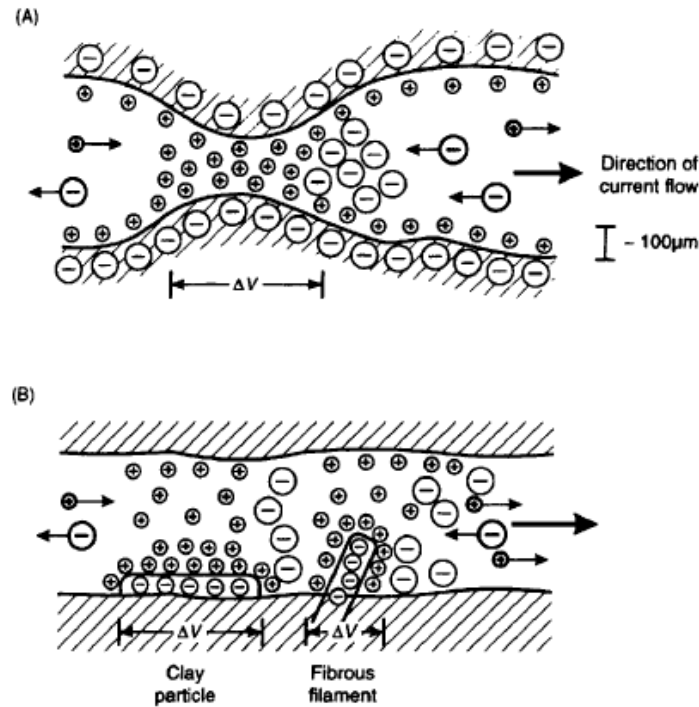 (A)
Direction of
current flow
~ 100μm
ΔV
(B)
ΔV
ΔV
Clay
particle
Fibrous
filament